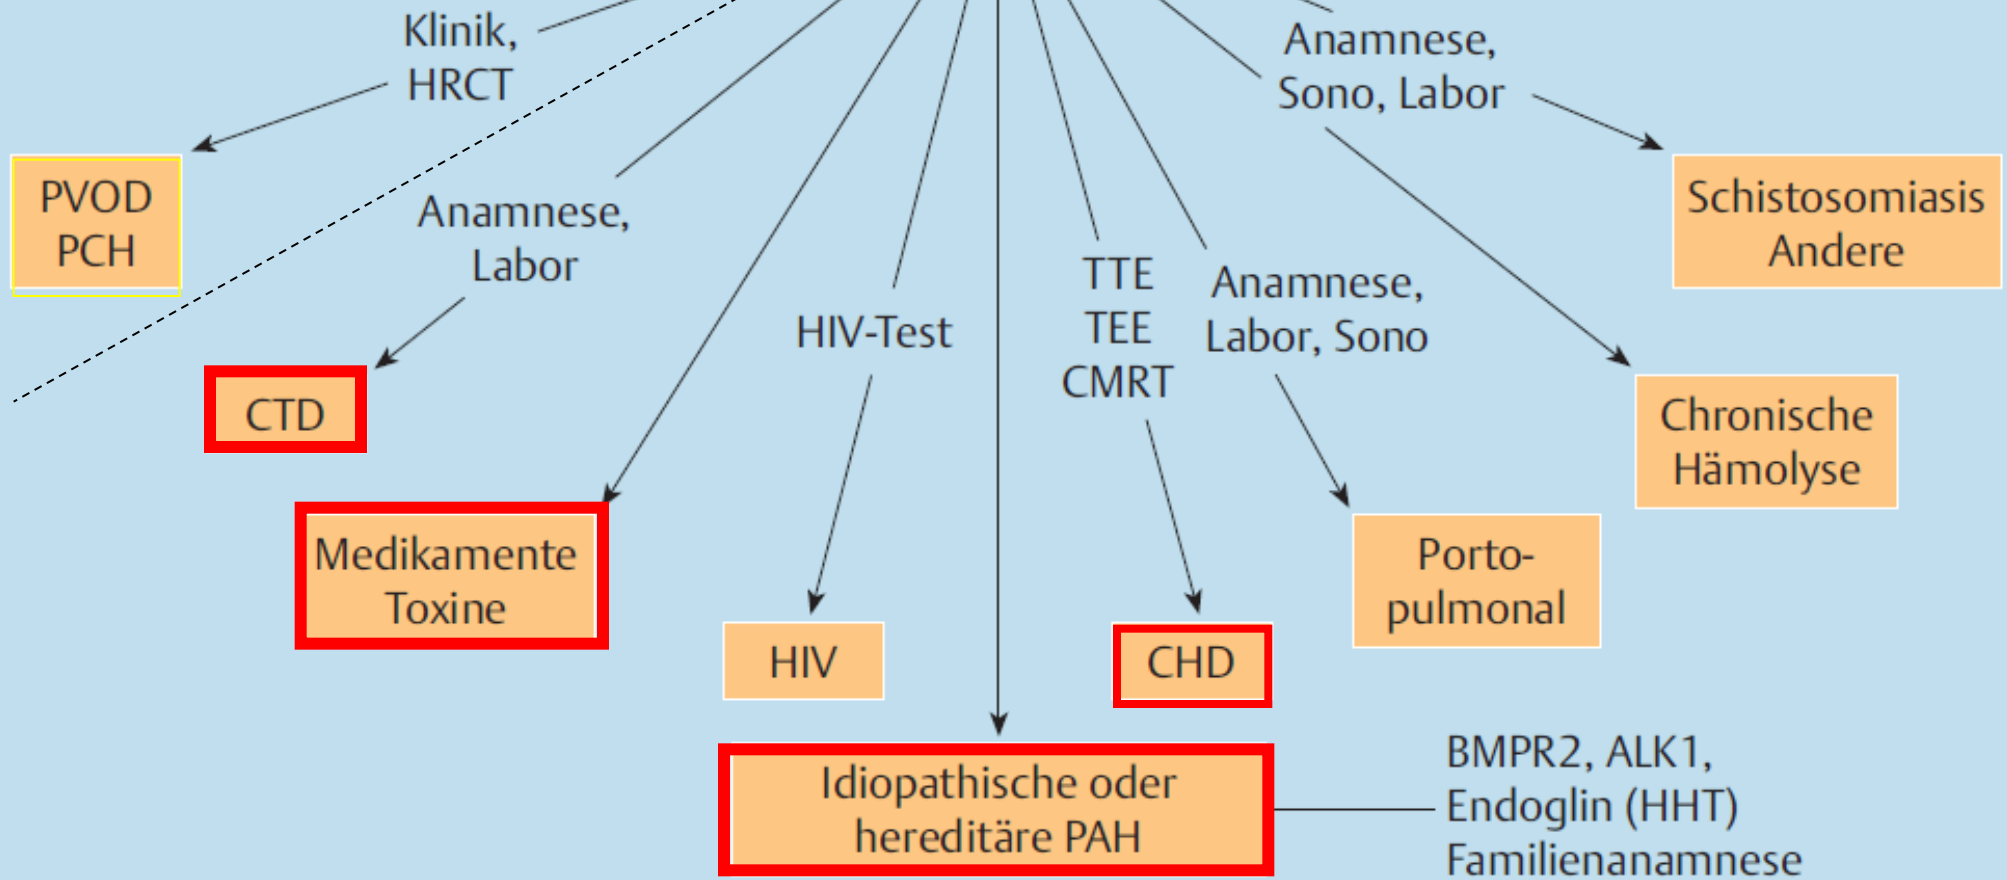 Klinik,
HRCT
Anamnese,
Sono, Labor
PVOD
PCH
Anamnese,
Labor
Schistosomiasis
Andere
HIV-Test
TTE
TEE
CMRT
Anamnese,
Labor, Sono
CTD
Chronische
Hämolyse
Medikamente
Toxine
Porto-
pulmonal
HIV
CHD
Idiopathische oder
hereditäre PAH
BMPR2, ALK1,
Endoglin (HHT)
Familienanamnese